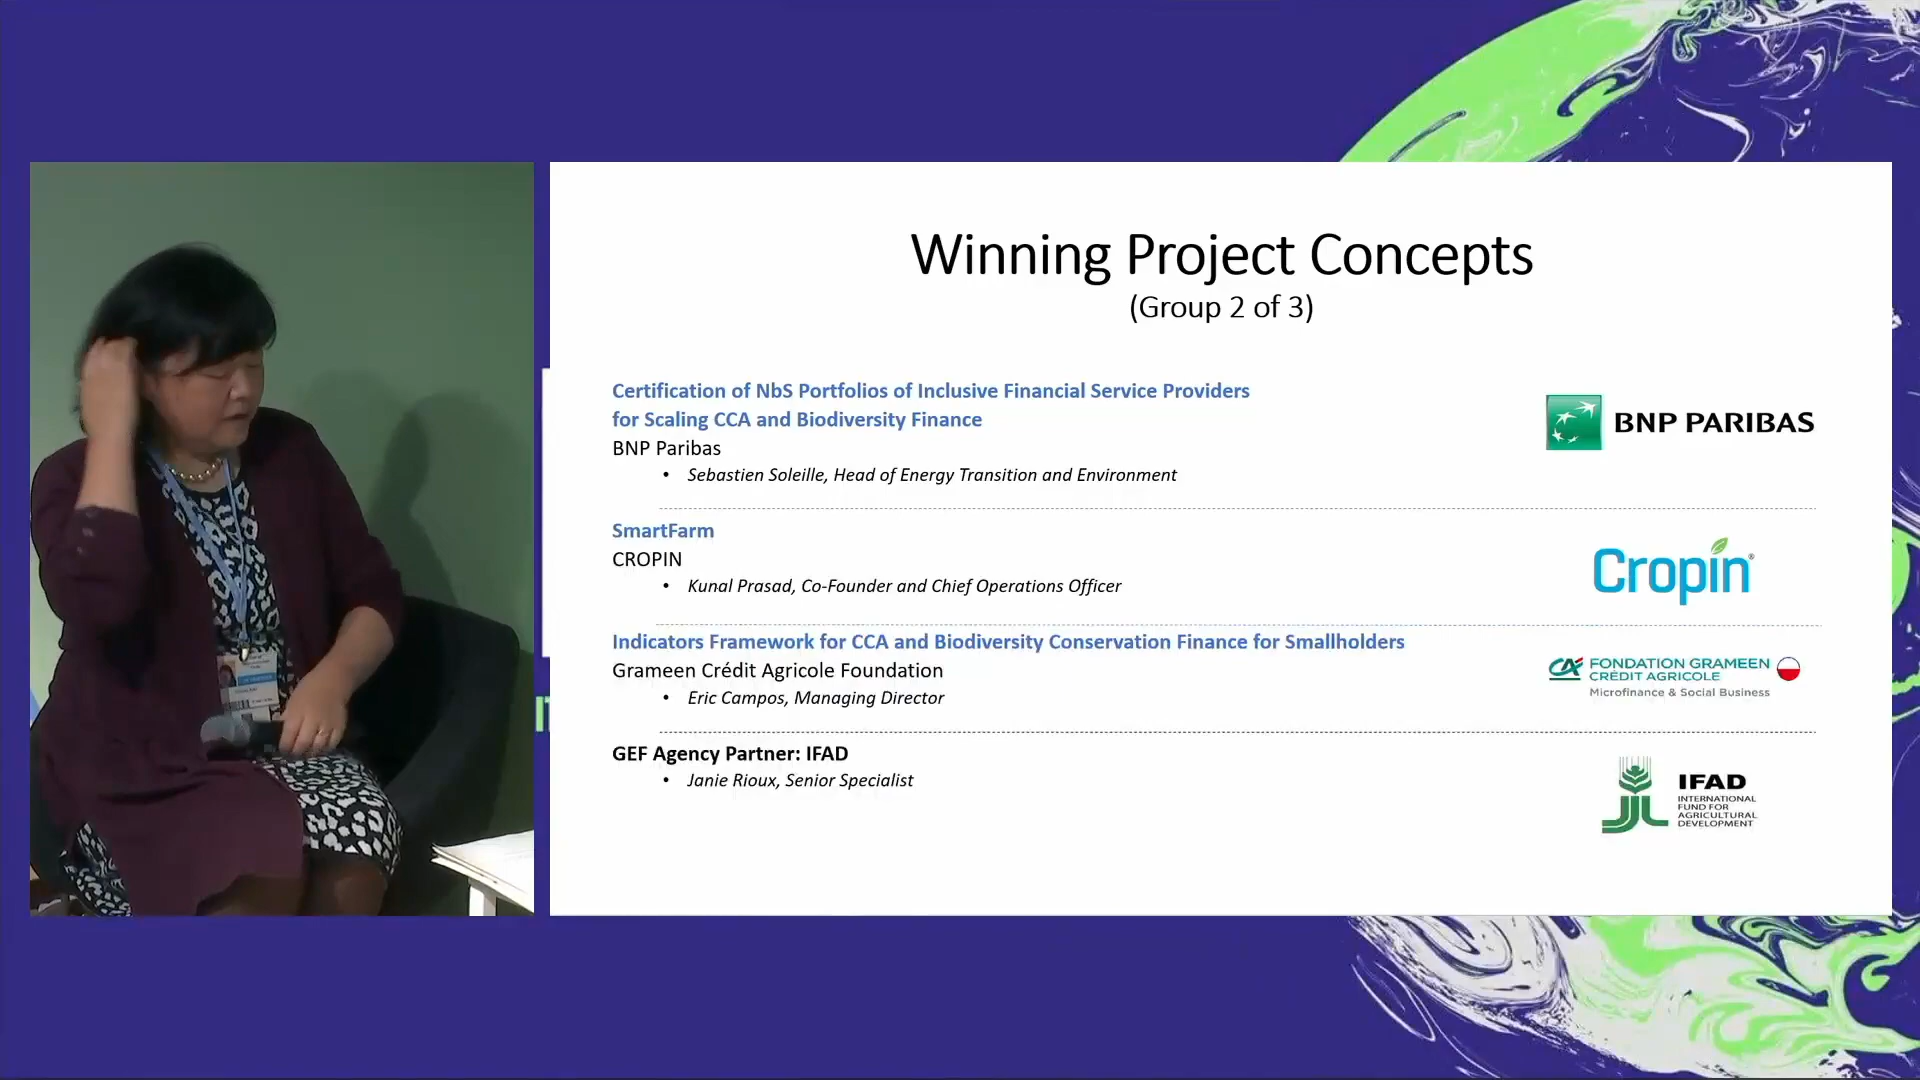 Winning Project Concepts
(Group 2 of 3)
Certification of NbS Portfolios of Inclusive Financial Service Providers
for Scaling CCA and Biodiversity Finance
BNP Paribas
• Sebastien Soleille, Head of Energy Transition and Environment
BNP PARIBAS
SmartFarm
CROPIN
• Kunal Prasad, Co-Founder and Chief Operations Officer
Cropin®
Indicators Framework for CCA and Biodiversity Conservation Finance for Smallholders
Grameen Crédit Agricole Foundation
• Eric Campos, Managing Director
CA FONDATION GRAMEEN
CRÉDIT AGRICOLE
Microfinance & Social Business
GEF Agency Partner: IFAD
• Janie Rioux, Senior Specialist
IFAD
INTERNATIONAL
FUND FOR
AGRICULTURAL
DEVELOPMENT